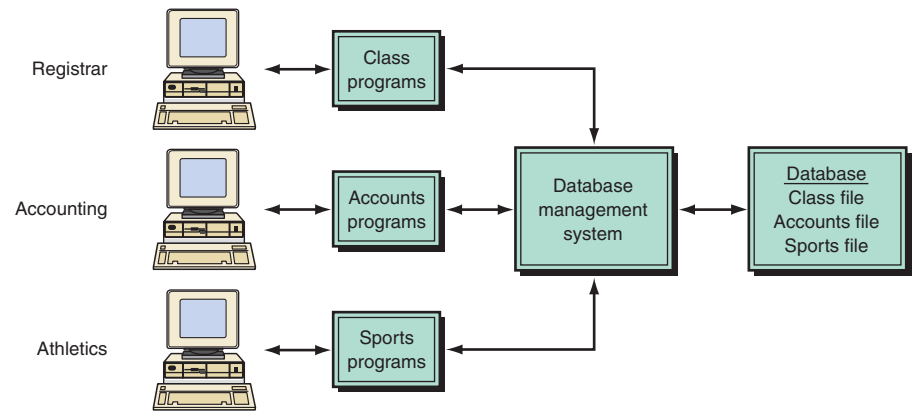 Registrar
Class
programs
Accounting
Accounts
programs
Database
management
system
Database
Class file
Accounts file
Sports file
Athletics
Sports
programs